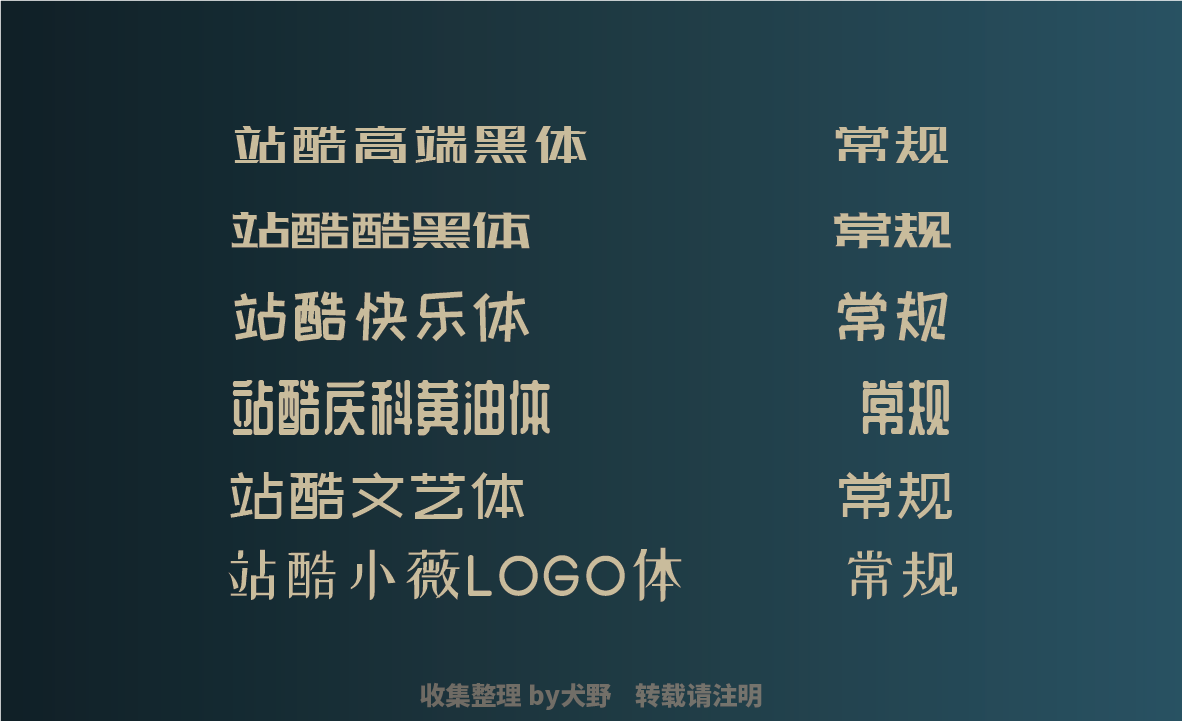 站酷高端黑体 常规
站酷酷黑体 常规
站酷快乐体 常规
站酷庆科黄油体 常规
站酷文艺体 常规
站酷小薇LOGO体 常规
收集整理 by犬野 转载请注明